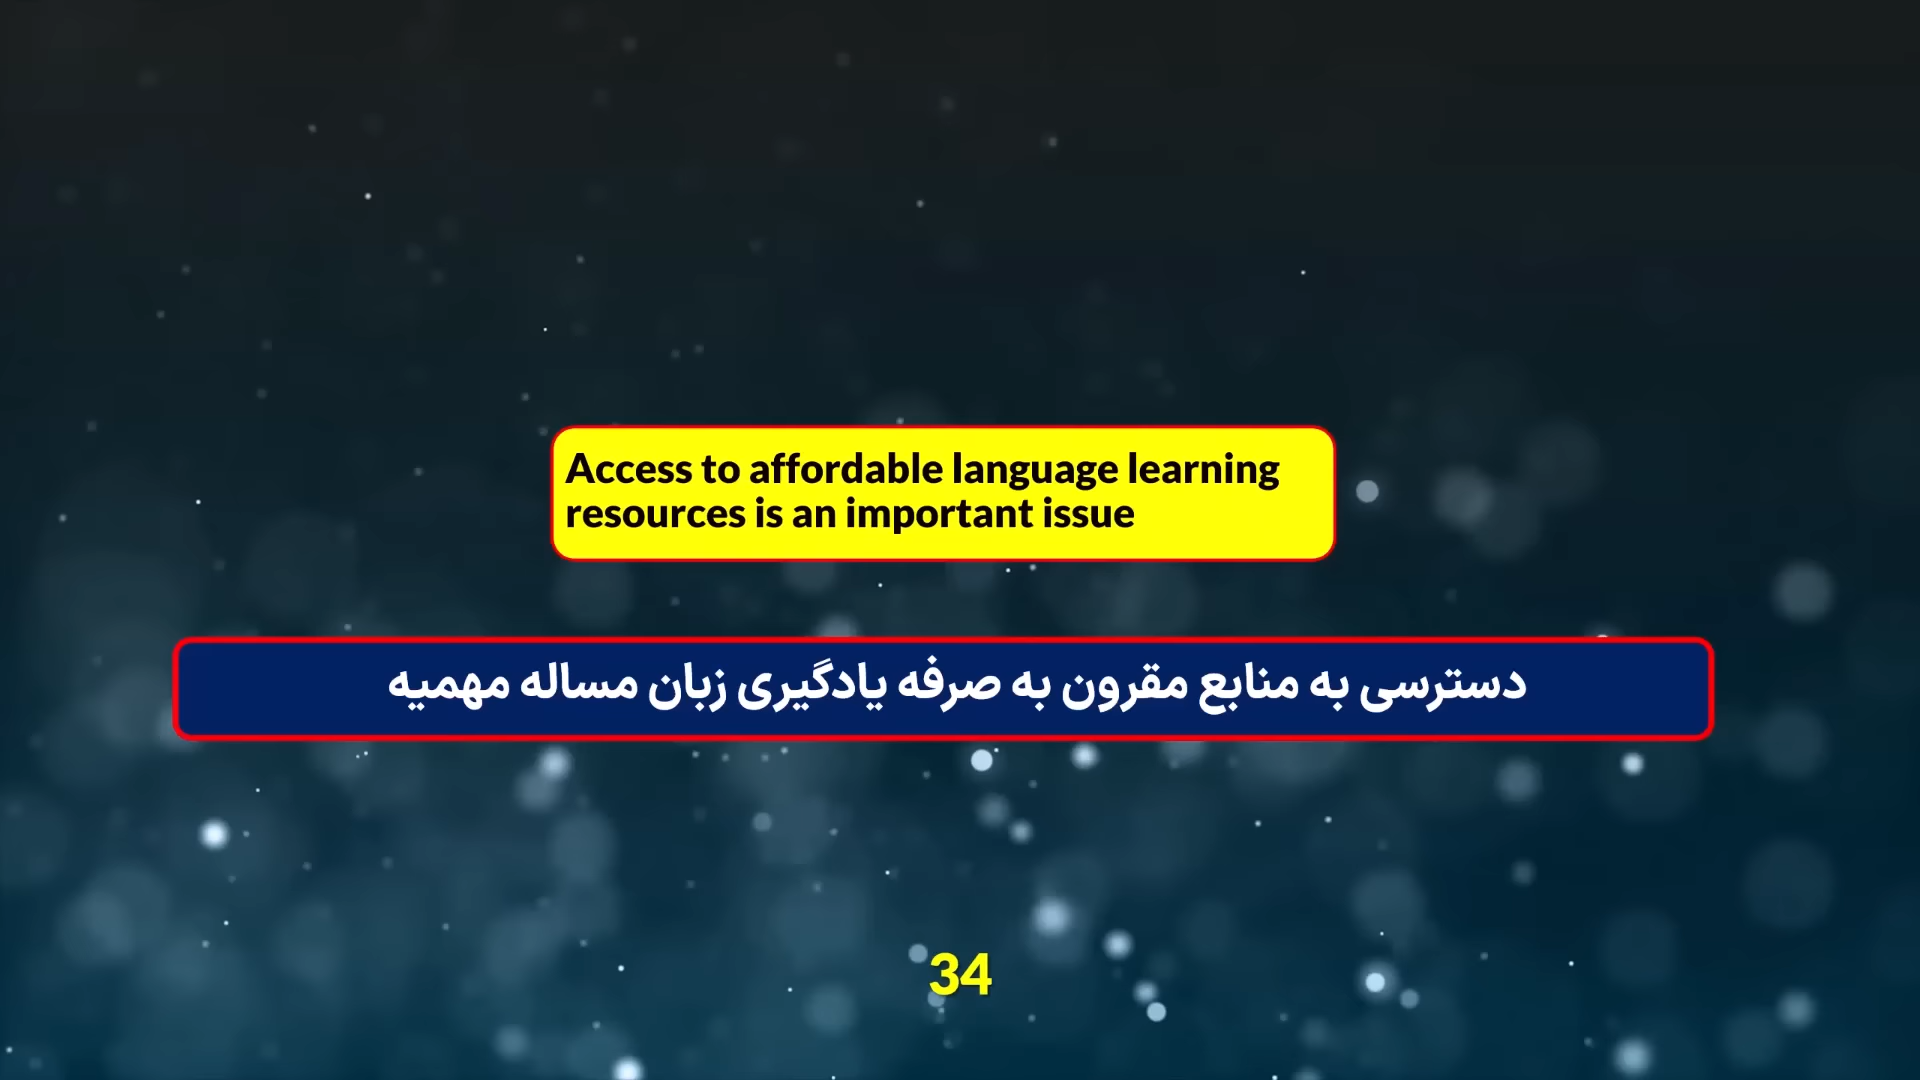 Access to affordable language learning
resources is an important issue
دسترسی به منابع مقرون به صرفه یادگیری زبان مساله مهمیه
34